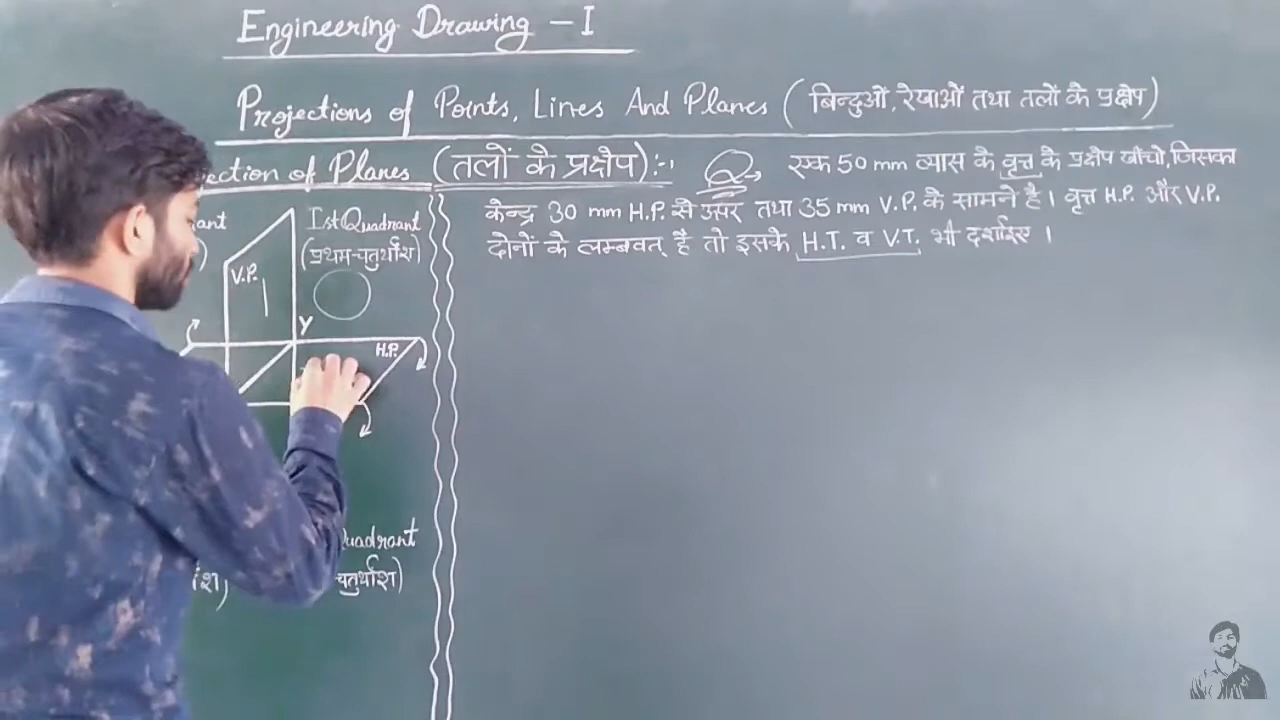 Engineering Drawing - I
Projections of Points, Lines And Planes (बिन्दुओं, रेखाओं तथा तलों के प्रक्षेप)
ection of Planes (तलों के प्रक्षेप):-
Q → एक 50 mm व्यास के वृत्त के प्रक्षेप खींचो, जिसका
केन्द्र 30 mm H.P. से ऊपर तथा 35 mm V.P. के सामने है। वृत्त H.P. और V.P.
दोनों के लम्बवत् है तो इसके H.T. व V.T. भी दर्शाइए।
ant
Ist Quadrant
(प्रथम-चतुर्थांश)
V.P.
Y
H.P.
uadrant
चतुर्थांश)